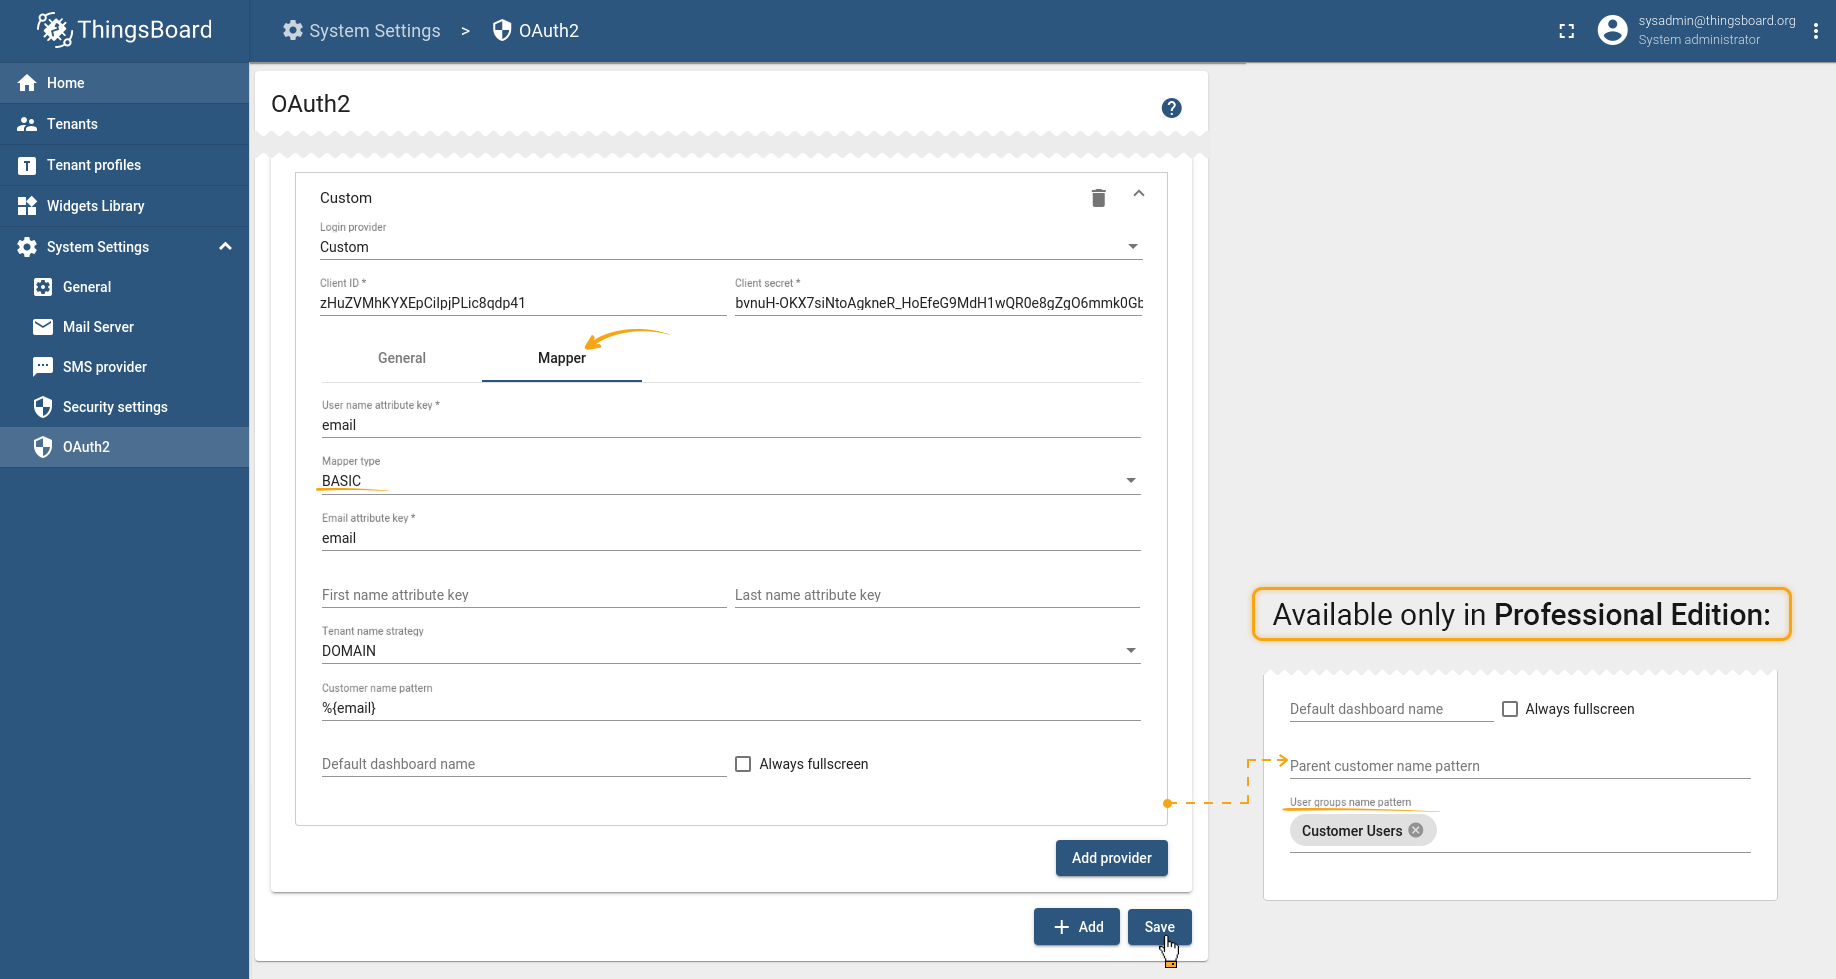 ThingsBoard
System Settings > OAuth2
sysadmin@thingsboard.org
System administrator
Home
Tenants
Tenant profiles
Widgets Library
System Settings
General
Mail Server
SMS provider
Security settings
OAuth2
OAuth2
Custom
Login provider
Custom
Client ID *
zHuZVMhKYXEpCilpjPLic8qdp41
Client secret *
bvnuH-OKX7siNtoAgkneR_HoEfeG9MdH1wQR0e8gZgO6mmk0Gb
General
Mapper
User name attribute key *
email
Mapper type
BASIC
Email attribute key *
email
First name attribute key
Last name attribute key
Tenant name strategy
DOMAIN
Customer name pattern
%{email}
Default dashboard name
Always fullscreen
Add provider
+ Add
Save
Available only in Professional Edition:
Default dashboard name
Always fullscreen
Parent customer name pattern
User groups name pattern
Customer Users